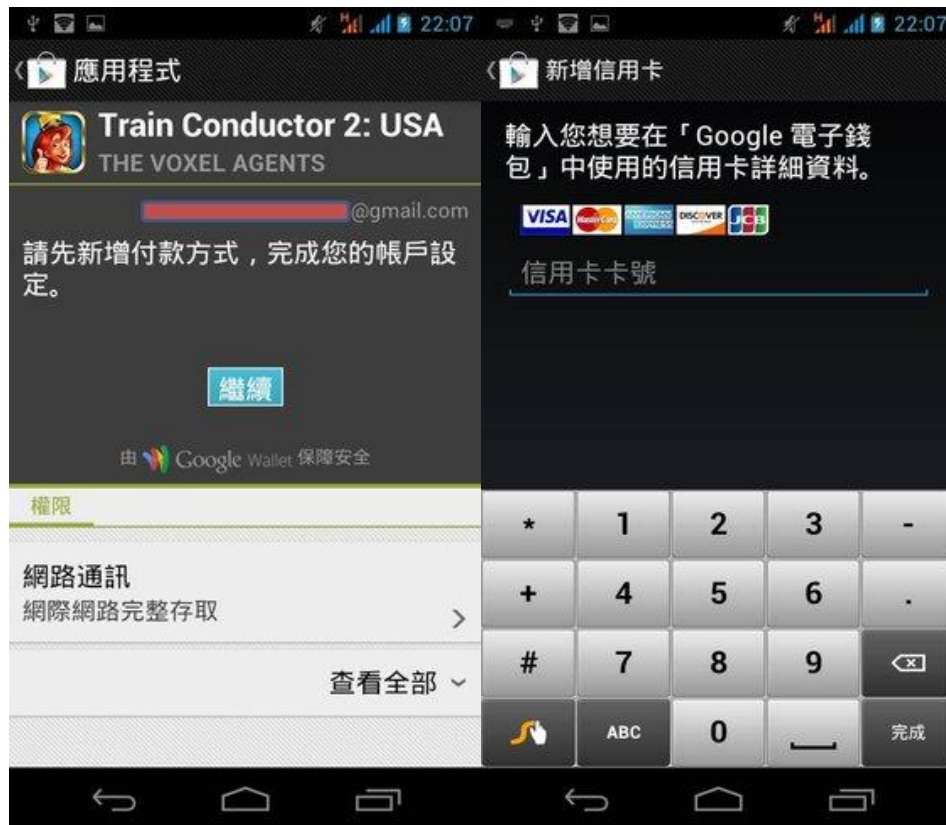 22:07
應用程式
Train Conductor 2: USA
THE VOXEL AGENTS
@gmail.com
請先新增付款方式，完成您的帳戶設
定。
繼續
由 Google Wallet 保障安全
權限
網路通訊
網際網路完整存取
查看全部
22:07
新增信用卡
輸入您想要在「Google 電子錢
包」中使用的信用卡詳細資料。
VISA MasterCard AMERICAN EXPRESS DISCOVER JCB
信用卡卡號
* 1 2 3 -
+ 4 5 6 .
# 7 8 9
ABC 0 完成